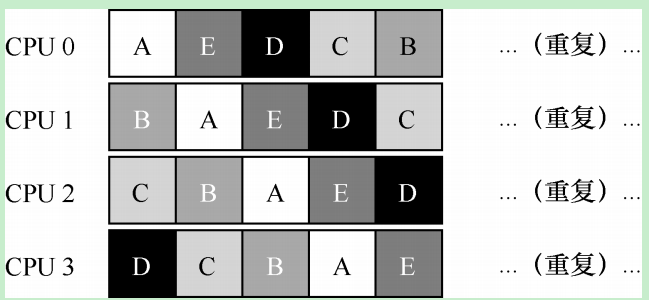 CPU 0 A E D C B ...（重复）...
CPU 1 B A E D C ...（重复）...
CPU 2 C B A E D ...（重复）...
CPU 3 D C B A E ...（重复）...